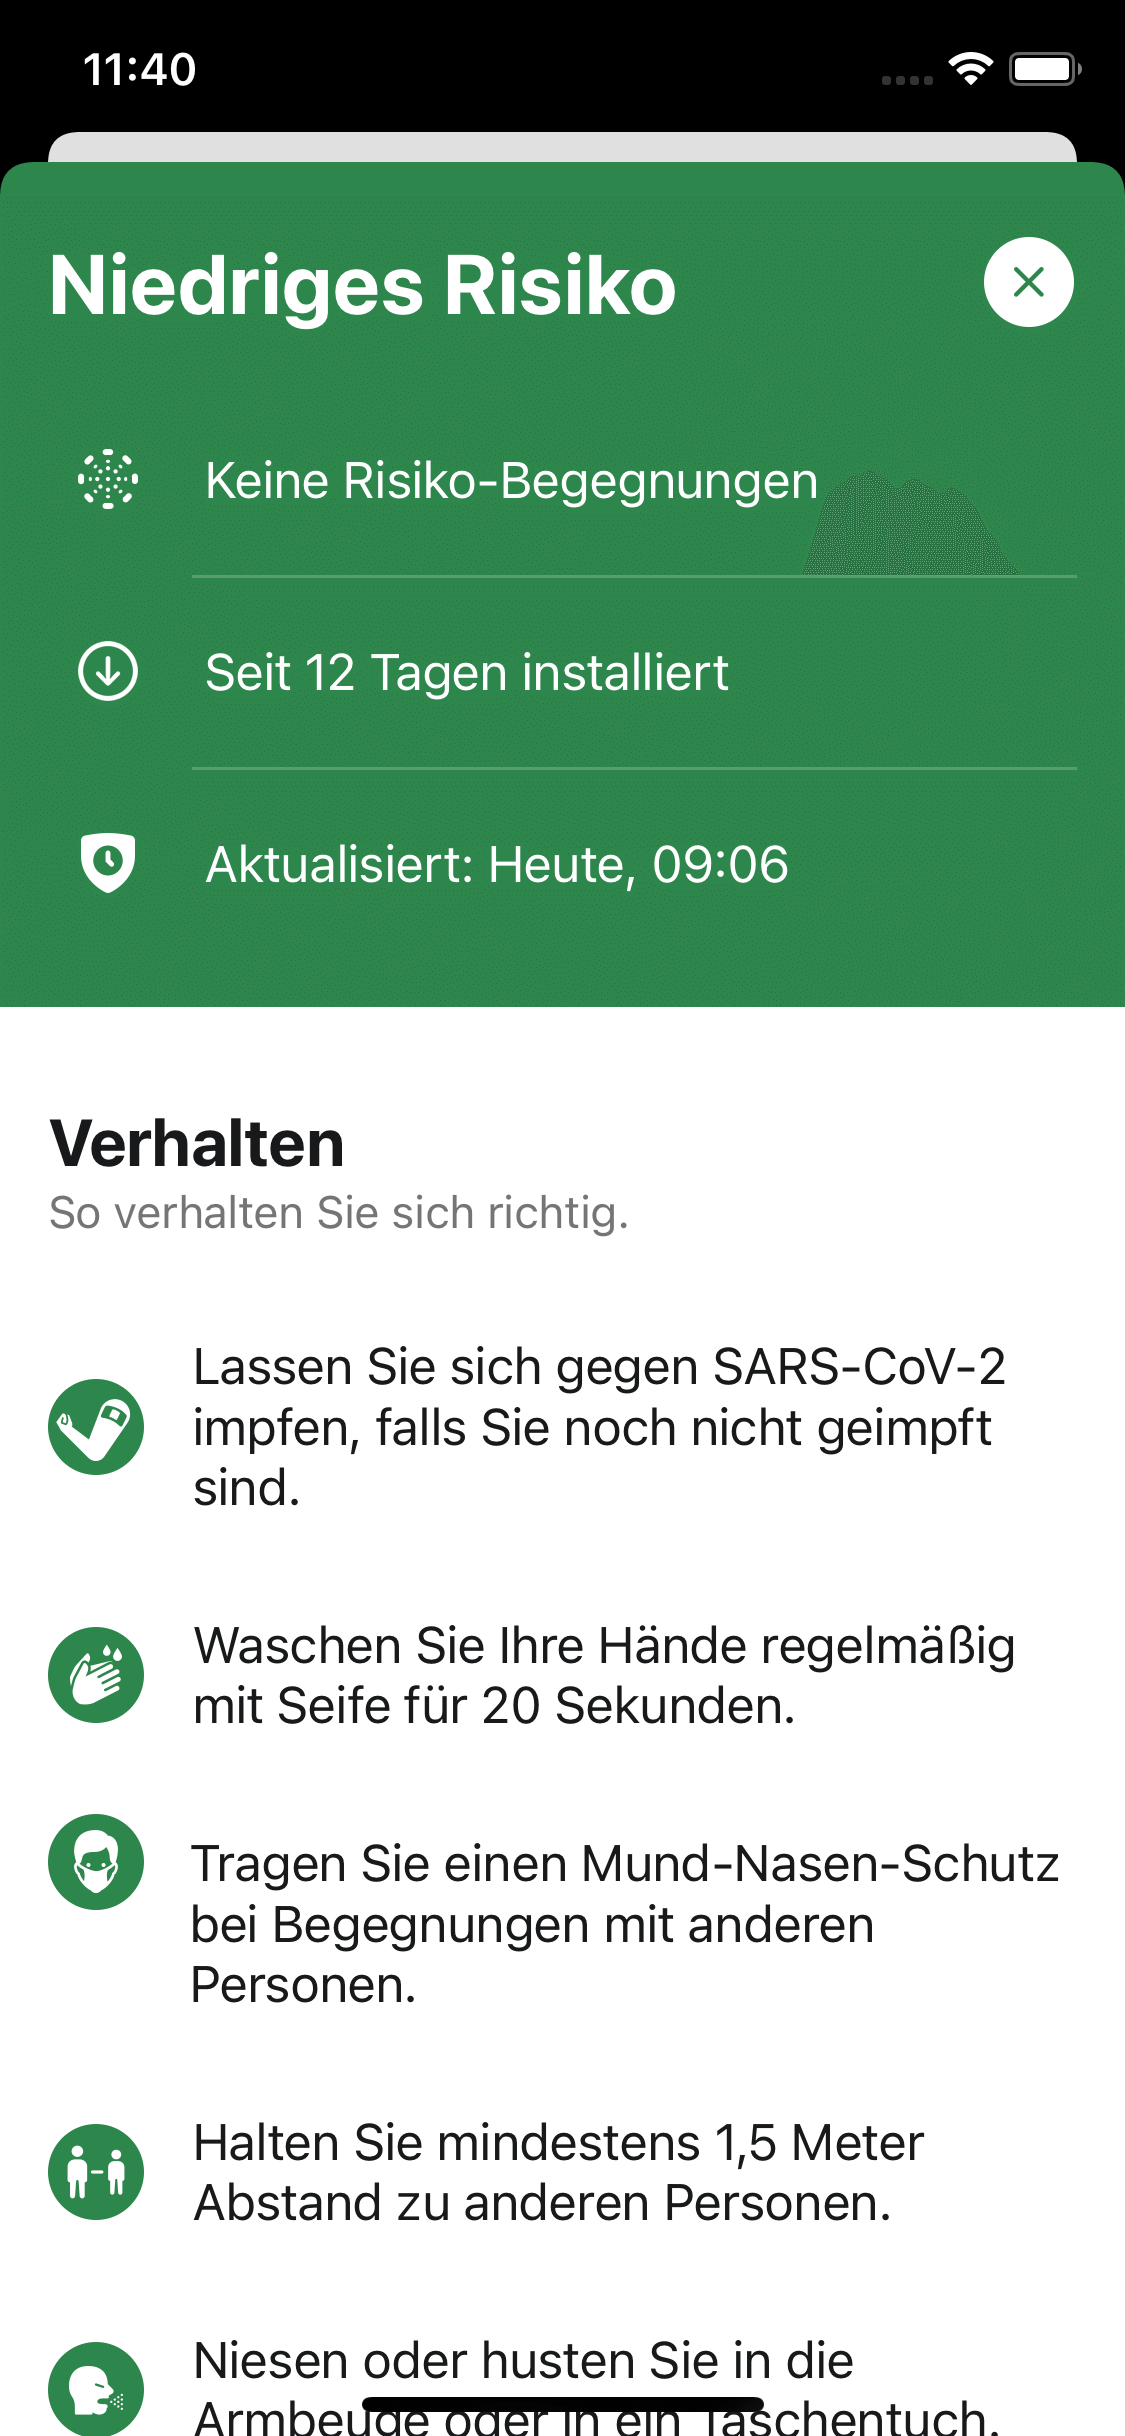 11:40
Niedriges Risiko
Keine Risiko-Begegnungen
Seit 12 Tagen installiert
Aktualisiert: Heute, 09:06
Verhalten
So verhalten Sie sich richtig.
Lassen Sie sich gegen SARS-CoV-2
impfen, falls Sie noch nicht geimpft
sind.
Waschen Sie Ihre Hände regelmäßig
mit Seife für 20 Sekunden.
Tragen Sie einen Mund-Nasen-Schutz
bei Begegnungen mit anderen
Personen.
Halten Sie mindestens 1,5 Meter
Abstand zu anderen Personen.
Niesen oder husten Sie in die
Armbeuge oder in ein Taschentuch.